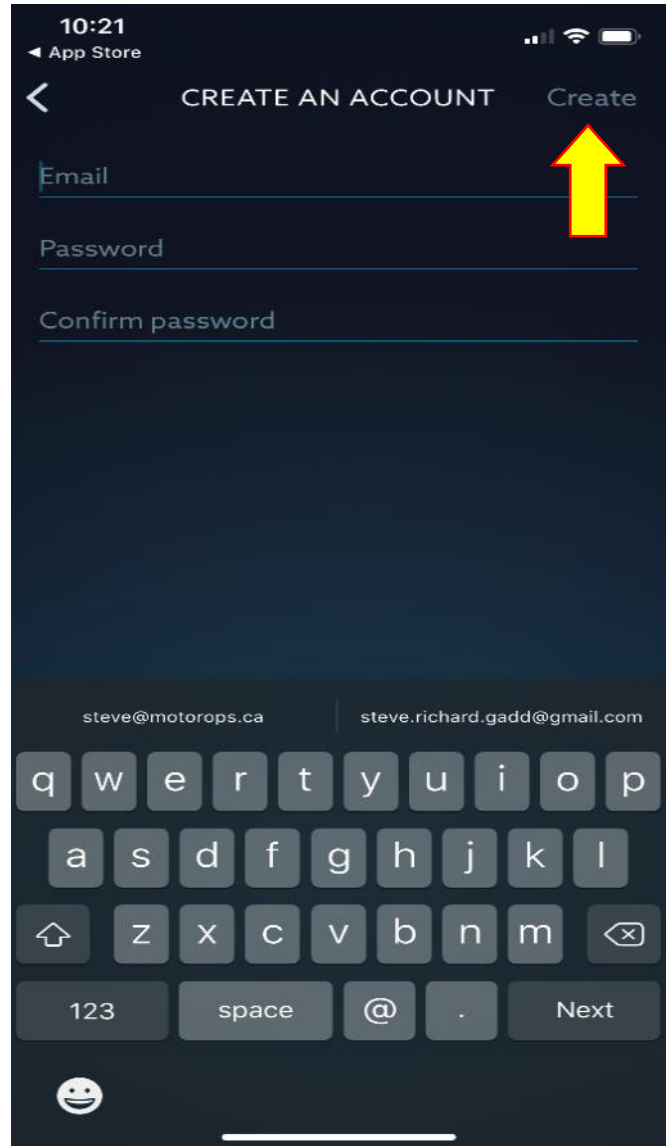 10:21
◄ App Store
CREATE AN ACCOUNT Create
Email
Password
Confirm password
steve@motorops.ca steve.richard.gadd@gmail.com
q w e r t y u i o p
a s d f g h j k l
z x c v b n m
123 space @ . Next